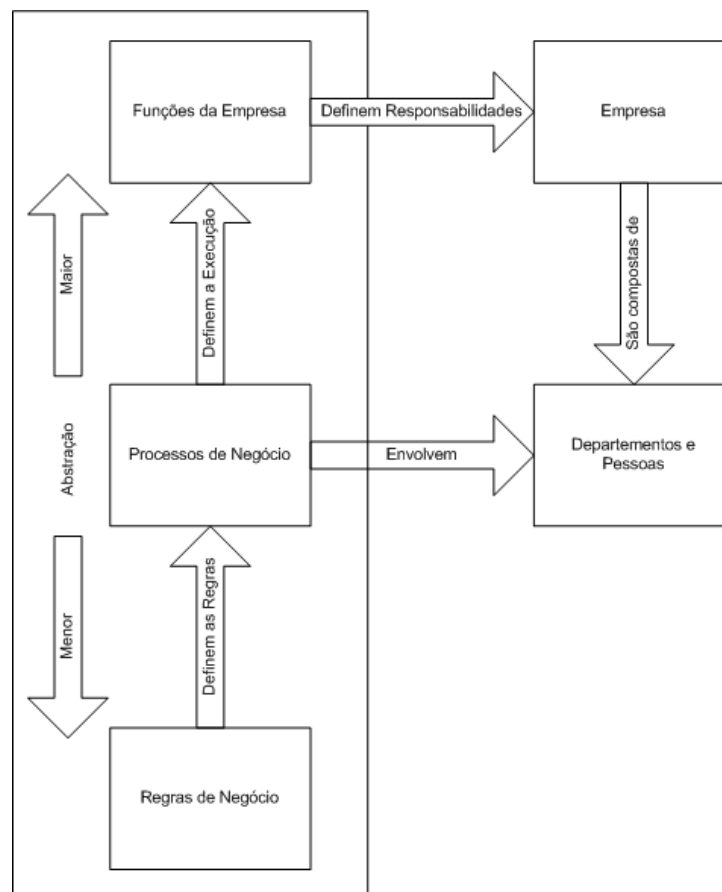 Funções da Empresa
Definem Responsabilidades
Empresa
Maior
Definem a Execução
São compostas de
Abstração
Processos de Negócio
Envolvem
Departementos e
Pessoas
Menor
Definem as Regras
Regras de Negócio